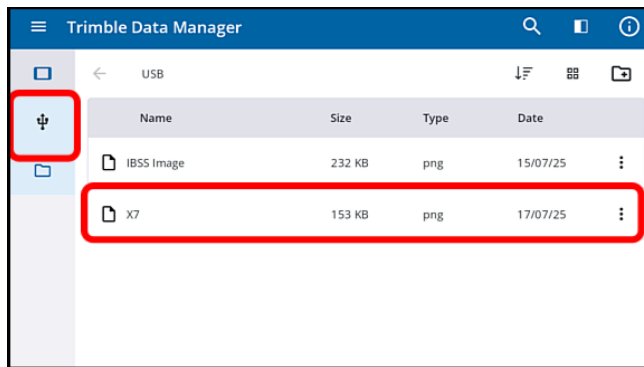 Trimble Data Manager
USB
Name Size Type Date
IBSS Image 232 KB png 15/07/25
X7 153 KB png 17/07/25